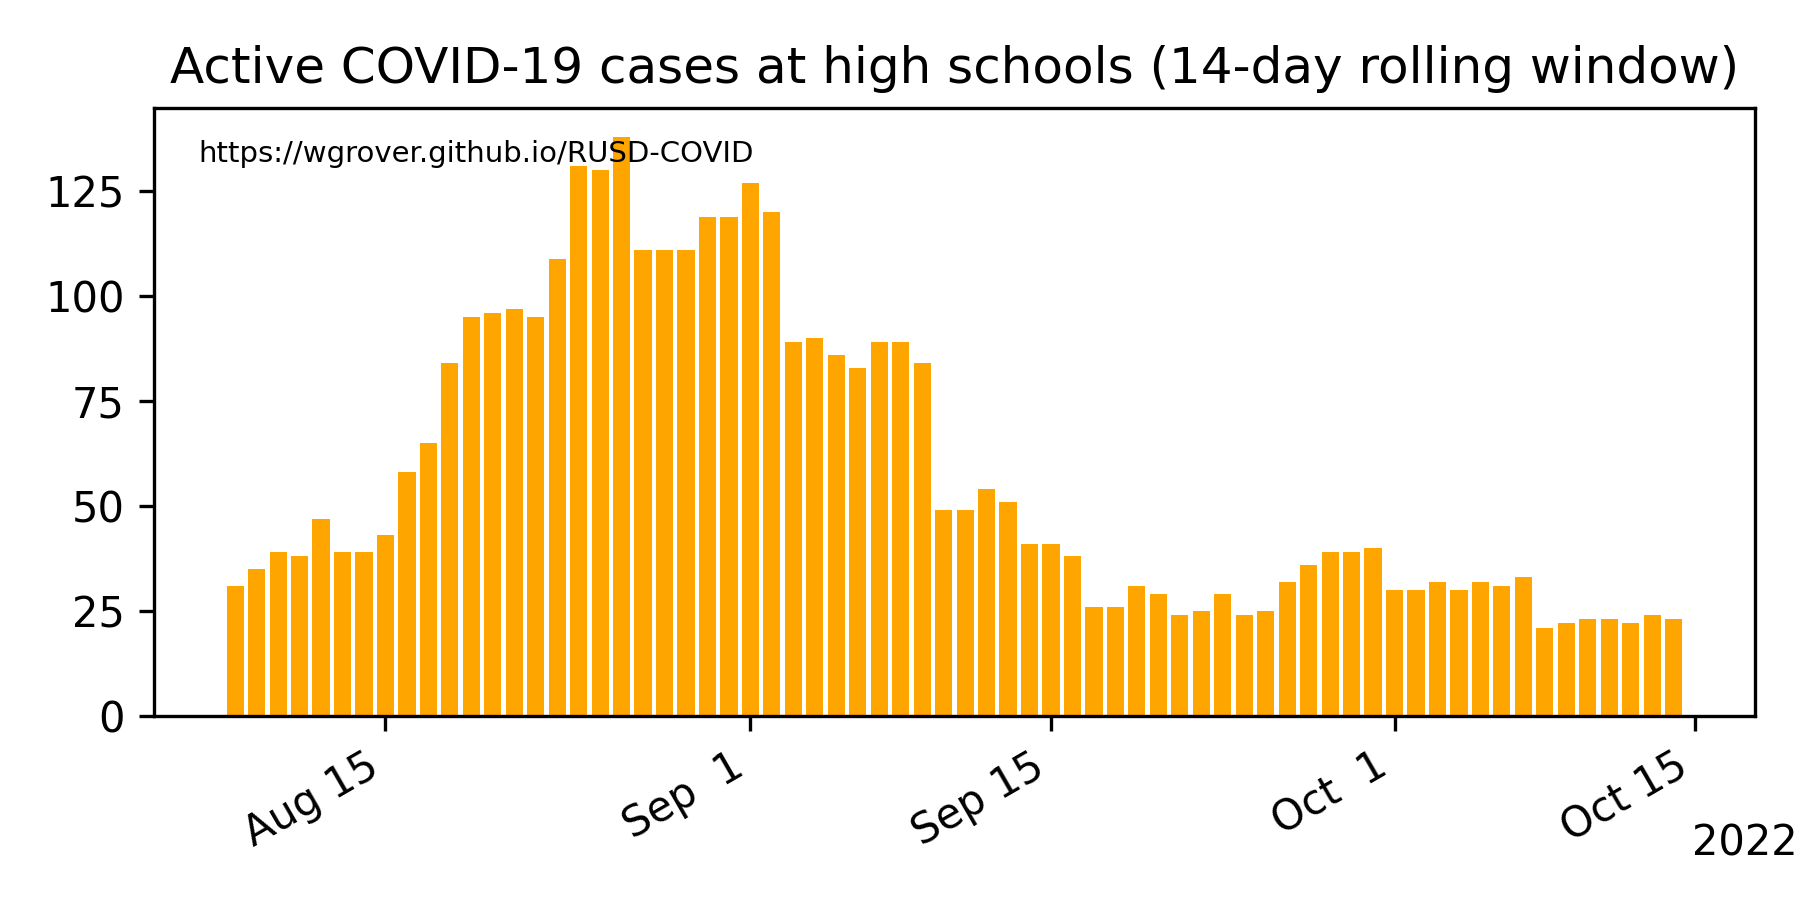 Active COVID-19 cases at high schools (14-day rolling window)
https://wgrover.github.io/RUSD-COVID
125
100
75
50
25
0
Aug 15
Sep  1
Sep 15
Oct  1
Oct 15
2022